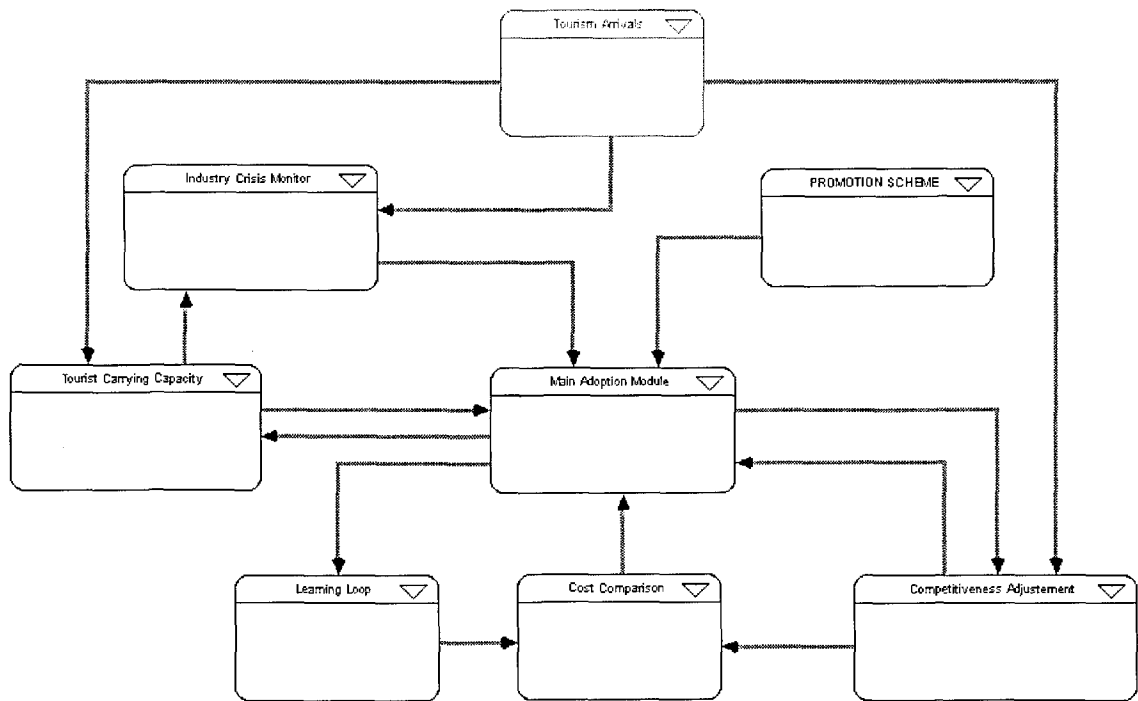 Tourism Arrivals
Industry Crisis Monitor
PROMOTION SCHEME
Tourist Carrying Capacity
Main Adoption Module
Learning Loop
Cost Comparison
Competitiveness Adjustement